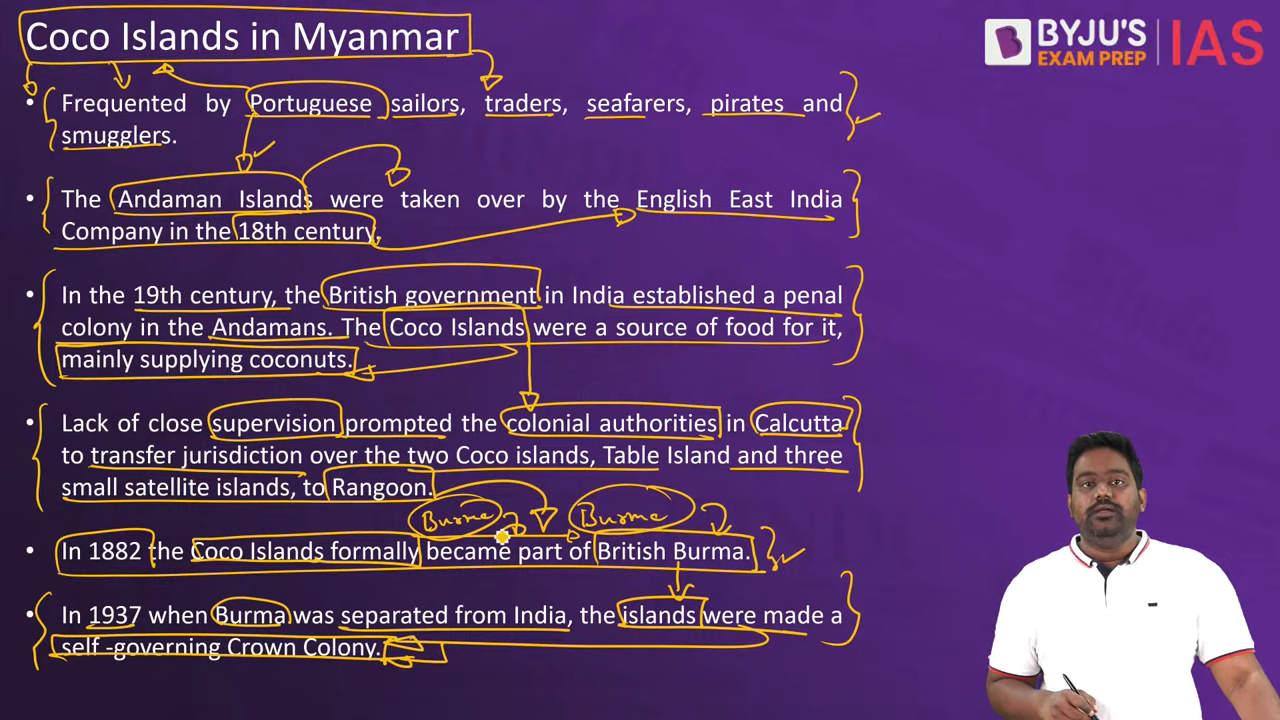 Coco Islands in Myanmar
BYJU'S
EXAM PREP
IAS
• Frequented by Portuguese sailors, traders, seafarers, pirates and
smugglers.
• The Andaman Islands were taken over by the English East India
Company in the 18th century.
• In the 19th century, the British government in India established a penal
colony in the Andamans. The Coco Islands were a source of food for it,
mainly supplying coconuts.
• Lack of close supervision prompted the colonial authorities in Calcutta
to transfer jurisdiction over the two Coco islands, Table Island and three
small satellite islands, to Rangoon.
Burma Burma
• In 1882 the Coco Islands formally became part of British Burma.
• In 1937 when Burma was separated from India, the islands were made a
self -governing Crown Colony.